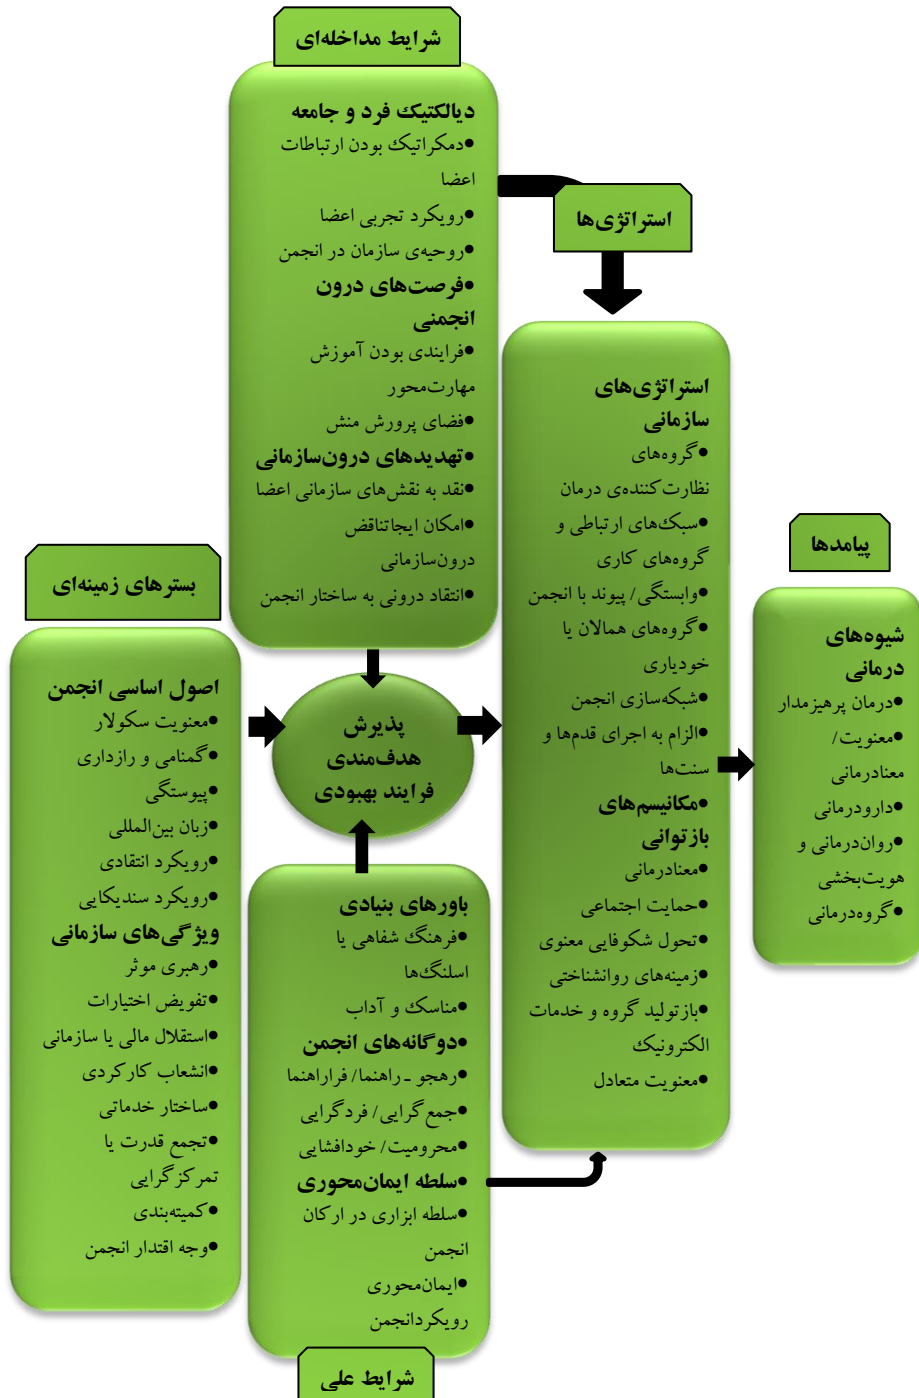 شرایط مداخله‌ای
دیالکتیک فرد و جامعه
•دمکراتیک بودن ارتباطات
اعضا
•رویکرد تجربی اعضا
•روحیه‌ی سازمان در انجمن
•فرصت‌های درون
انجمنی
•فرایندی بودن آموزش
مهارت‌محور
•فضای پرورش منش
•تهدیدهای درون‌سازمانی
•نقد به نقش‌های سازمانی اعضا
•امکان ایجاتناقض
درون‌سازمانی
•انتقاد درونی به ساختار انجمن
استراتژی‌ها
استراتژی‌های
سازمانی
•گروه‌های
نظارت‌کننده‌ی درمان
•سبک‌های ارتباطی و
گروه‌های کاری
•وابستگی/ پیوند با انجمن
•گروه‌های همالان یا
خودیاری
•شبکه‌سازی انجمن
•الزام به اجرای قدم‌ها و
سنت‌ها
•مکانیسم‌های
بازتوانی
•معنادرمانی
•حمایت اجتماعی
•تحول شکوفایی معنوی
•زمینه‌های روانشناختی
•بازتولید گروه و خدمات
الکترونیک
•معنویت متعادل
پیامدها
شیوه‌های
درمانی
•درمان پرهیزمدار
•معنویت/
معنادرمانی
•دارودرمانی
•روان‌درمانی و
هویت‌بخشی
•گروه‌درمانی
بسترهای زمینه‌ای
اصول اساسی انجمن
•معنویت سکولار
•گمنامی و رازداری
•پیوستگی
•زبان بین‌المللی
•رویکرد انتقادی
•رویکرد سندیکایی
ویژگی‌های سازمانی
•رهبری موثر
•تفویض اختیارات
•استقلال مالی یا سازمانی
•انشعاب کارکردی
•ساختار خدماتی
•تجمع قدرت یا
تمرکزگرایی
•کمیته‌بندی
•وجه اقتدار انجمن
پذیرش
هدف‌مندی
فرایند بهبودی
باورهای بنیادی
•فرهنگ شفاهی یا
اسلنگ‌ها
•مناسک و آداب
•دوگانه‌های انجمن
•رهجو ـ راهنما/ فراراهنما
•جمع‌گرایی/ فردگرایی
•محرومیت/ خودافشایی
•سلطه ایمان‌محوری
•سلطه ابزاری در ارکان
انجمن
•ایمان‌محوری
رویکردانجمن
شرایط علی